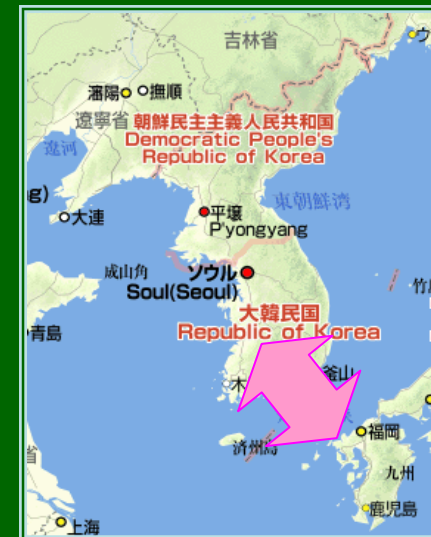 吉林省
瀋陽
撫順
遼寧省
朝鮮民主主義人民共和国
Democratic People's
Republic of Korea
遼河
東朝鮮湾
大連
平壌
P'yongyang
成山角
ソウル
Soul(Seoul)
大韓民国
Republic of Korea
青島
釜山
木
福岡
済州島
九州
鹿児島
上海